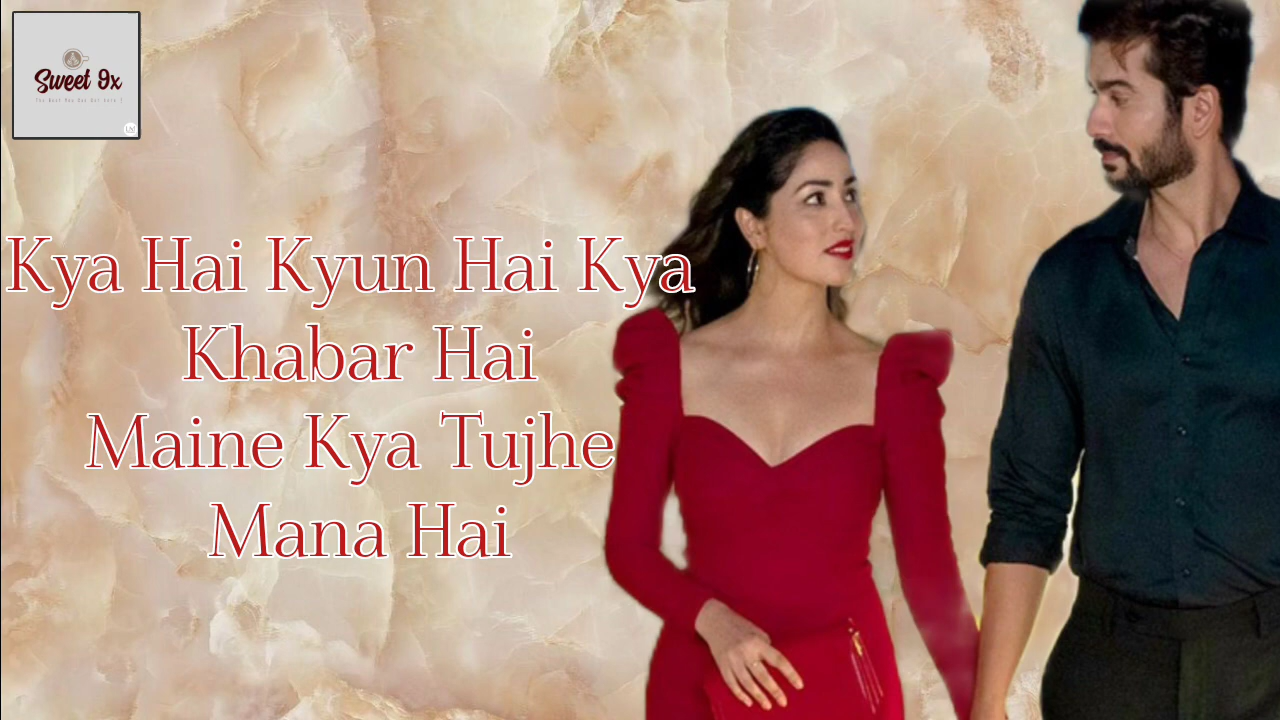 Sweet 9x
Kya Hai Kyun Hai Kya
Khabar Hai
Maine Kya Tujhe
Mana Hai